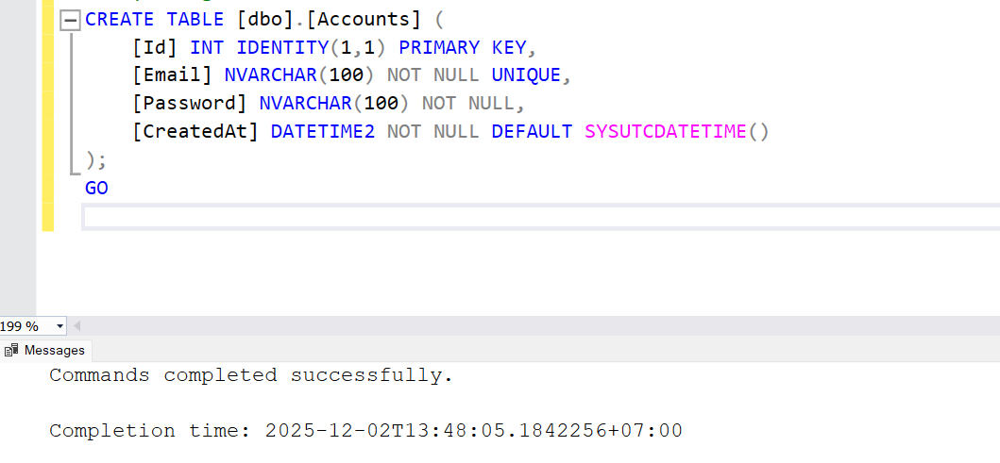 CREATE TABLE [dbo].[Accounts] (
[Id] INT IDENTITY(1,1) PRIMARY KEY,
[Email] NVARCHAR(100) NOT NULL UNIQUE,
[Password] NVARCHAR(100) NOT NULL,
[CreatedAt] DATETIME2 NOT NULL DEFAULT SYSUTCDATETIME()
);
GO
199 %
Messages
Commands completed successfully.
Completion time: 2025-12-02T13:48:05.1842256+07:00